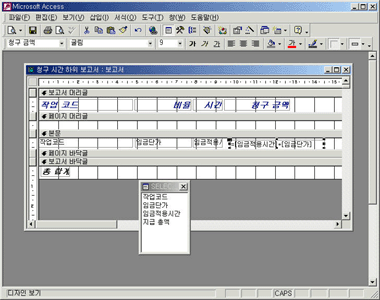 Microsoft Access
파일(F) 편집(E) 보기(V) 삽입(I) 서식(O) 도구(T) 창(W) 도움말(H)
청구 금액 굴림 9 가 가 가
청구 시간 하위 보고서 : 보고서
보고서 머리글
작업 코드 비율 시간 청구 금액
페이지 머리글
본문
작업코드 임금단가 임금적용 =[임금적용시간]*[임금단가]
페이지 바닥글
보고서 바닥글
총 합계
작업코드
임금단가
임금적용시간
지급 총액
디자인 보기 CAPS